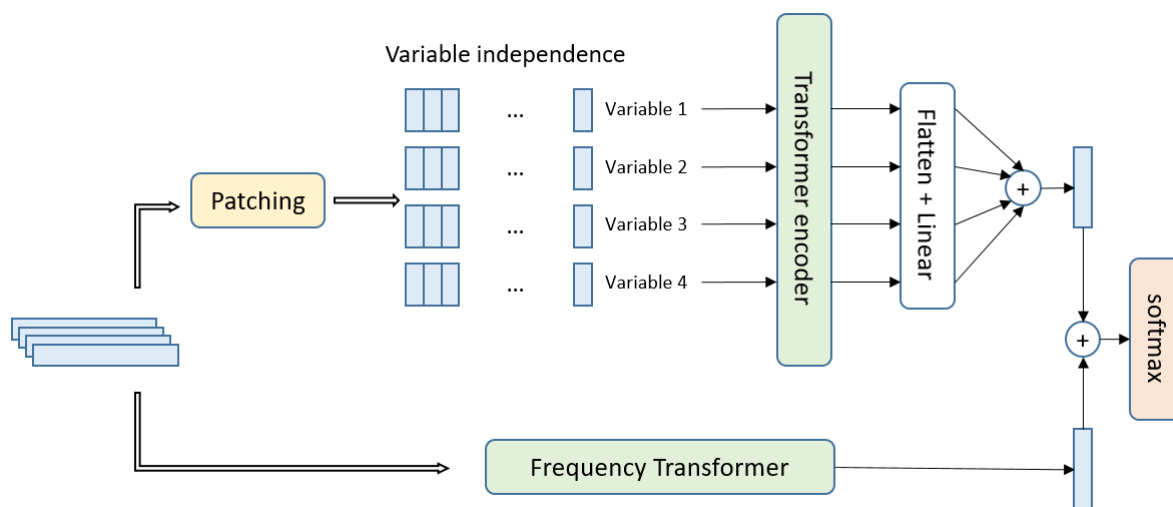 Variable independence
... Variable 1
... Variable 2
... Variable 3
... Variable 4
Patching
Transformer encoder
Flatten + Linear
+
+
softmax
Frequency Transformer